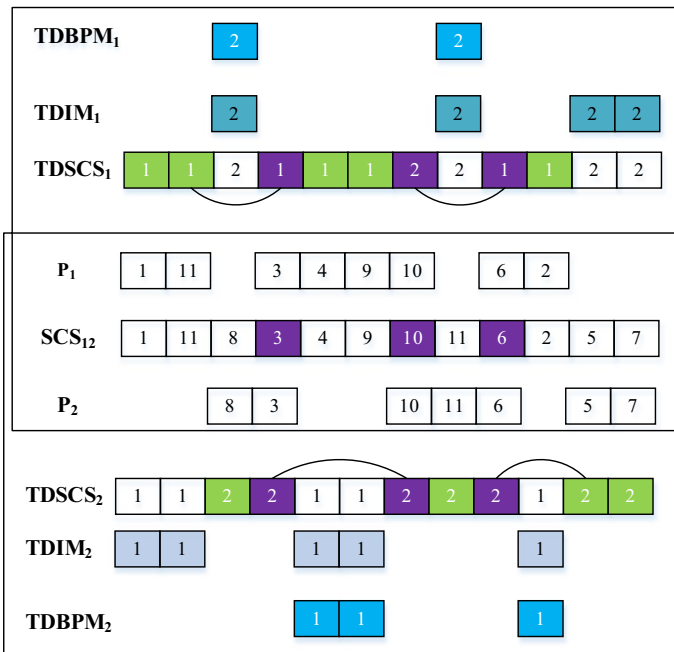 TDBPM₁ 2 2
TDIM₁ 2 2 2 2
TDSCS₁ 1 1 2 1 1 1 2 2 1 1 2 2
P₁ 1 11 3 4 9 10 6 2
SCS₁₂ 1 11 8 3 4 9 10 11 6 2 5 7
P₂ 8 3 10 11 6 5 7
TDSCS₂ 1 1 2 2 1 1 2 2 2 1 2 2
TDIM₂ 1 1 1 1 1
TDBPM₂ 1 1 1